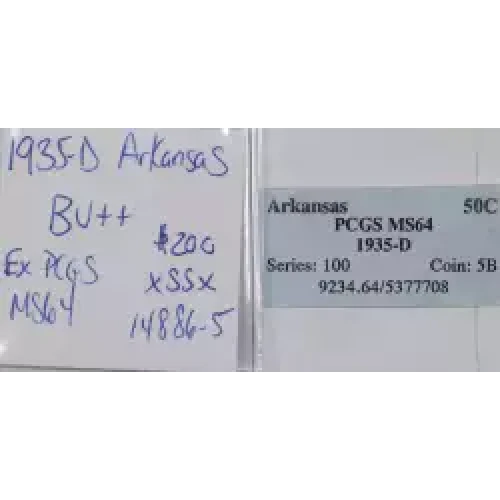 1935-D Arkansas
BU++
$200
Ex PCGS
XSSX
MS64
14886-5
Arkansas 50C
PCGS MS64
1935-D
Series: 100 Coin: 5B
9234.64/5377708